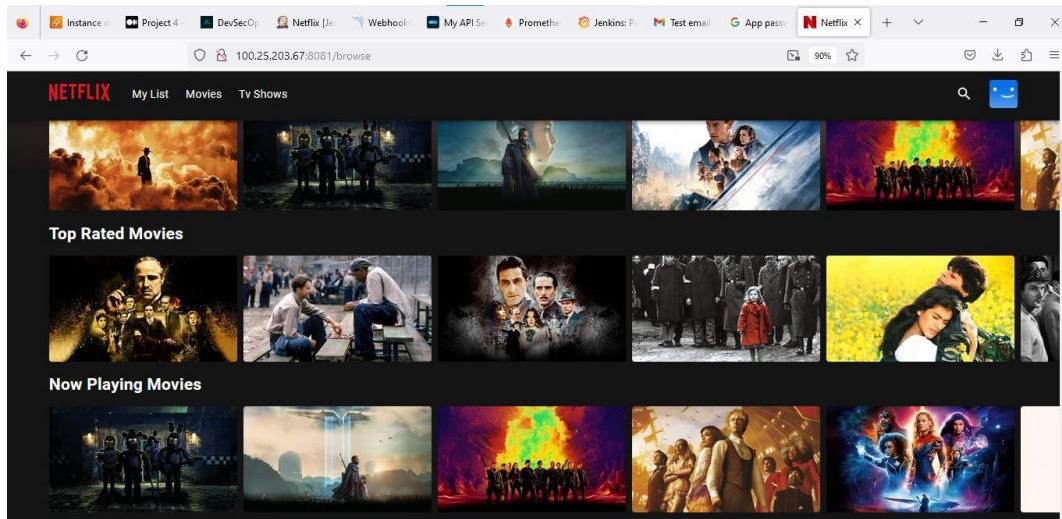 Instance d
Project 4 -
DevSecOp
Netflix [Je
Webhook
My API Se
Promethe
Jenkins: P
Test email
App passw
Netflix
100.25.203.67:8081/browse
90%
NETFLIX
My List Movies Tv Shows
Top Rated Movies
Now Playing Movies